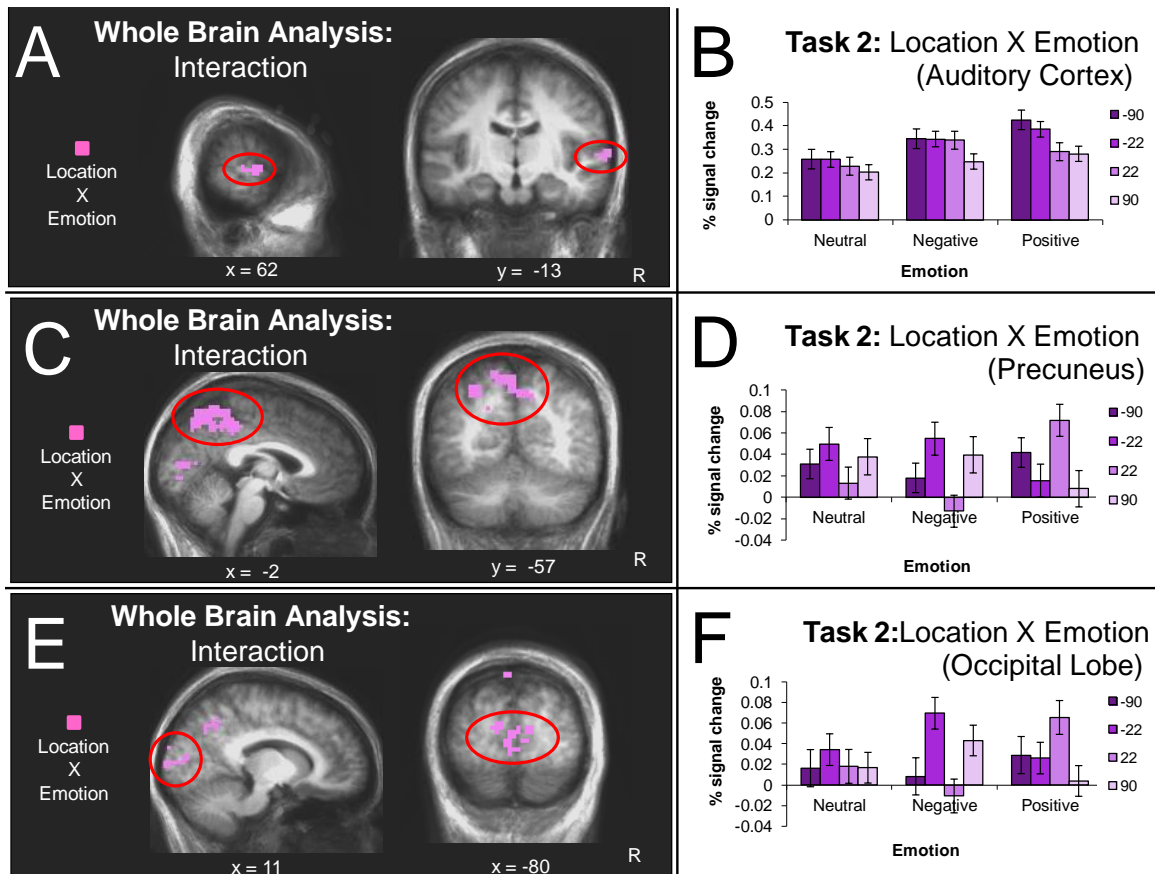 A
Whole Brain Analysis:
Interaction
Location
X
Emotion
x = 62
y = -13
R
B
Task 2: Location X Emotion
(Auditory Cortex)
% signal change
0.5
0.4
0.3
0.2
0.1
0
Neutral
Negative
Positive
Emotion
-90
-22
22
90
C
Whole Brain Analysis:
Interaction
Location
X
Emotion
x = -2
y = -57
R
D
Task 2: Location X Emotion
(Precuneus)
% signal change
0.1
0.08
0.06
0.04
0.02
0
-0.02
-0.04
Neutral
Negative
Positive
Emotion
-90
-22
22
90
E
Whole Brain Analysis:
Interaction
Location
X
Emotion
x = 11
x = -80
R
F
Task 2:Location X Emotion
(Occipital Lobe)
% signal change
0.1
0.08
0.06
0.04
0.02
0
-0.02
-0.04
Neutral
Negative
Positive
Emotion
-90
-22
22
90